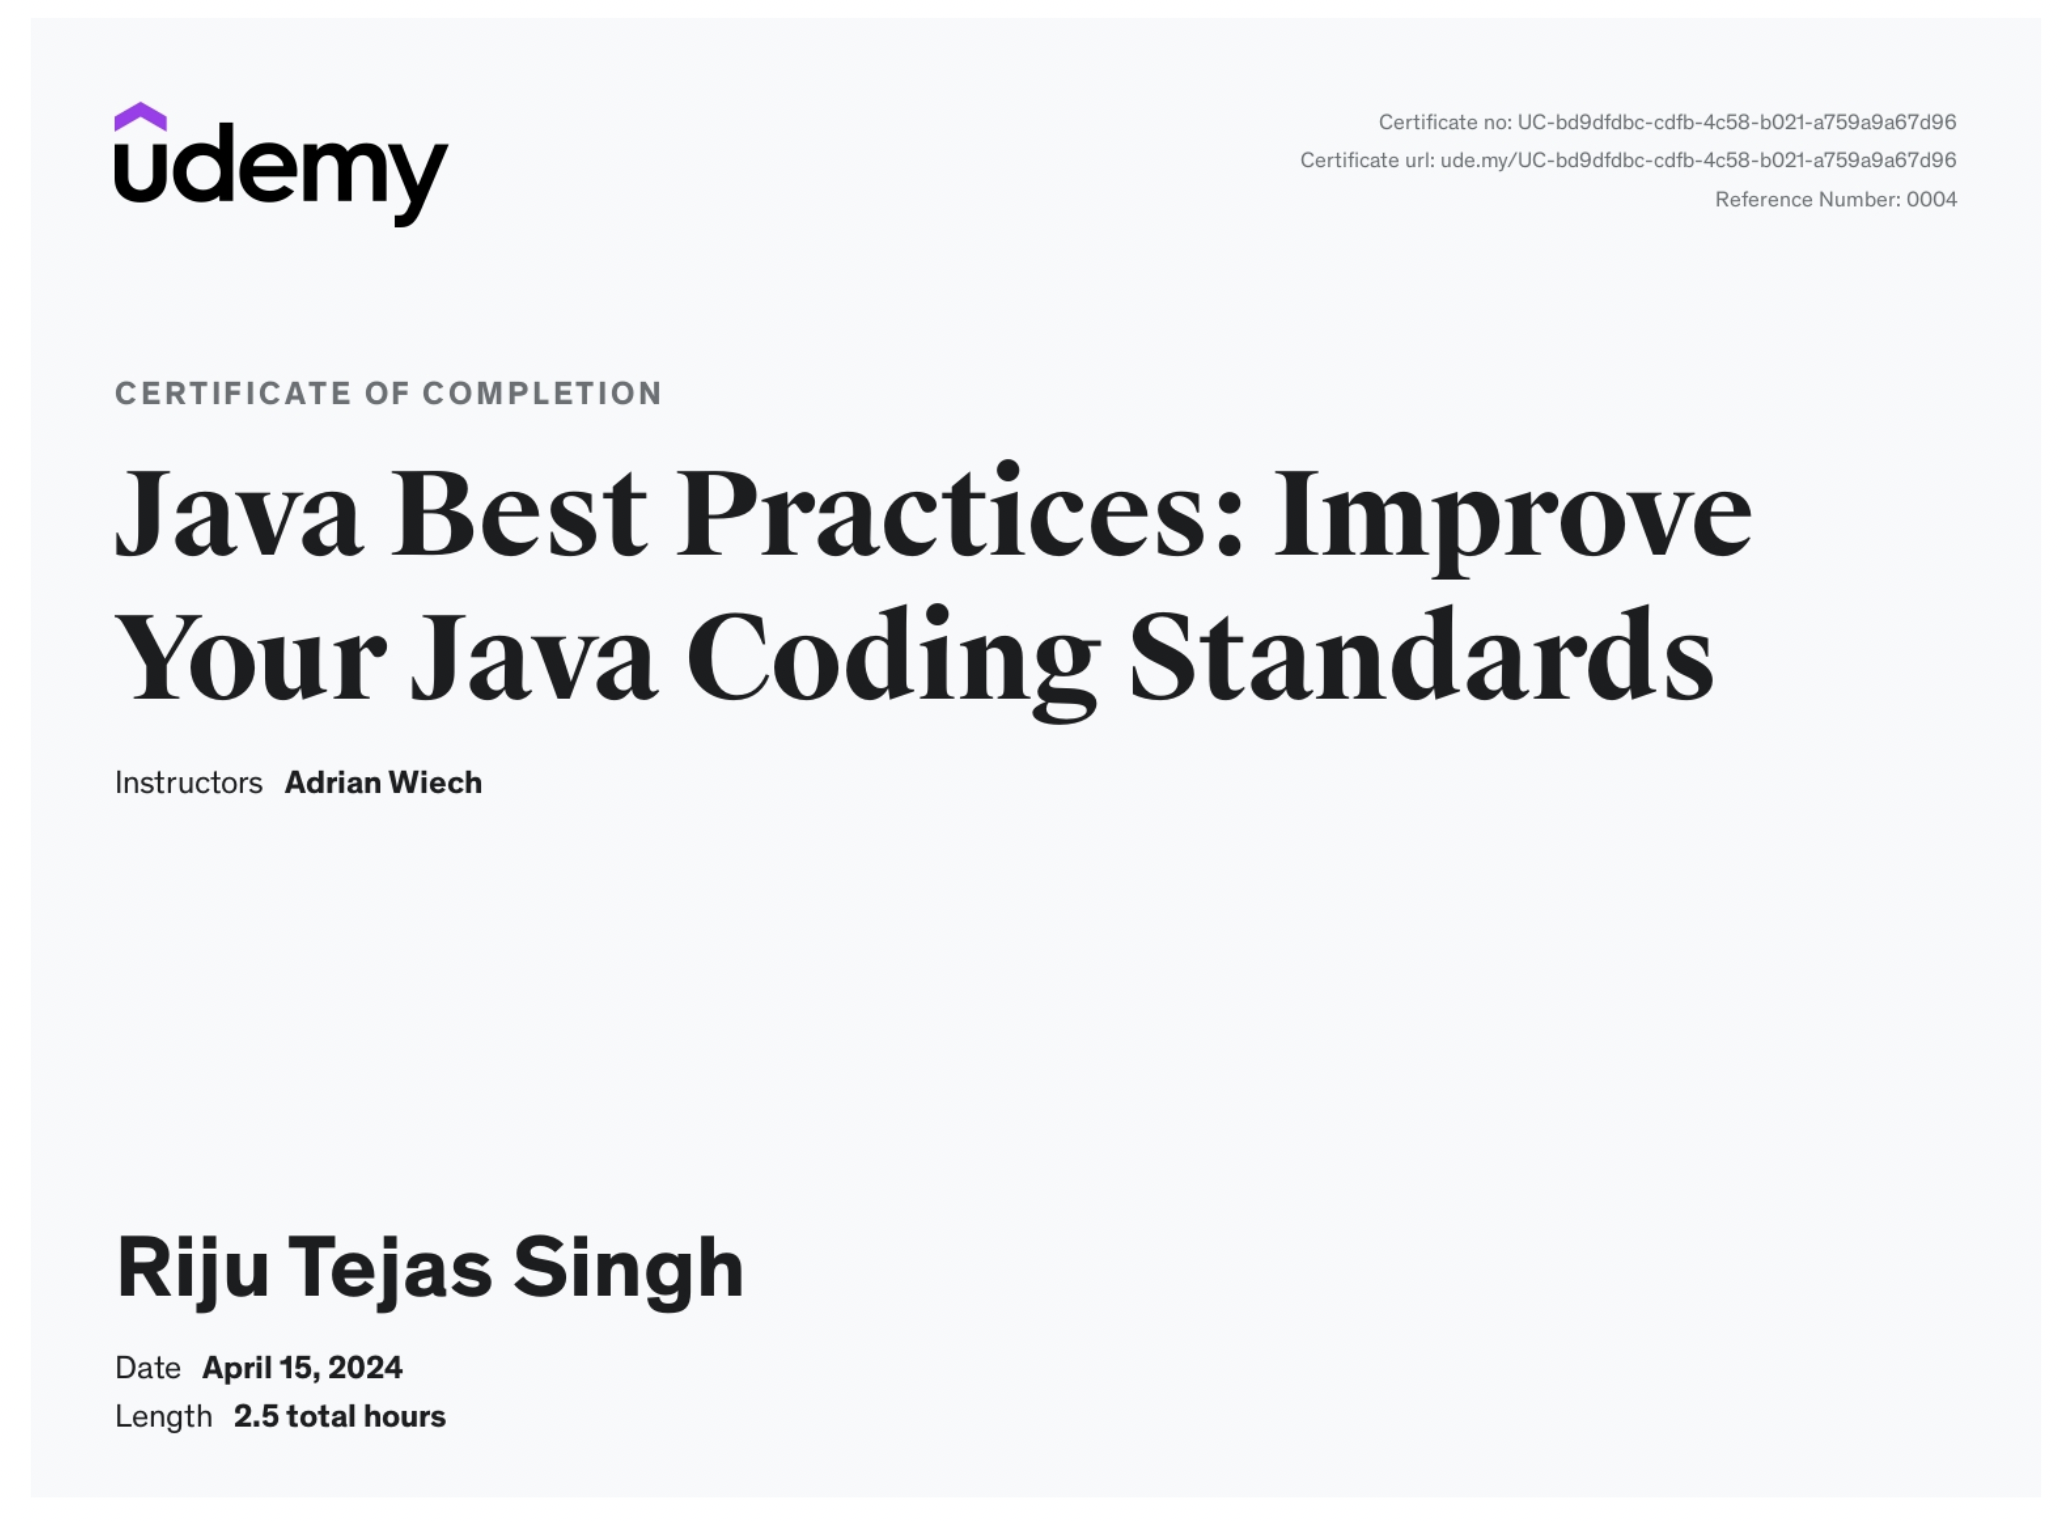 udemy
Certificate no: UC-bd9dfdbc-cdfb-4c58-b021-a759a9a67d96
Certificate url: ude.my/UC-bd9dfdbc-cdfb-4c58-b021-a759a9a67d96
Reference Number: 0004
CERTIFICATE OF COMPLETION
Java Best Practices: Improve
Your Java Coding Standards
Instructors Adrian Wiech
Riju Tejas Singh
Date April 15, 2024
Length 2.5 total hours